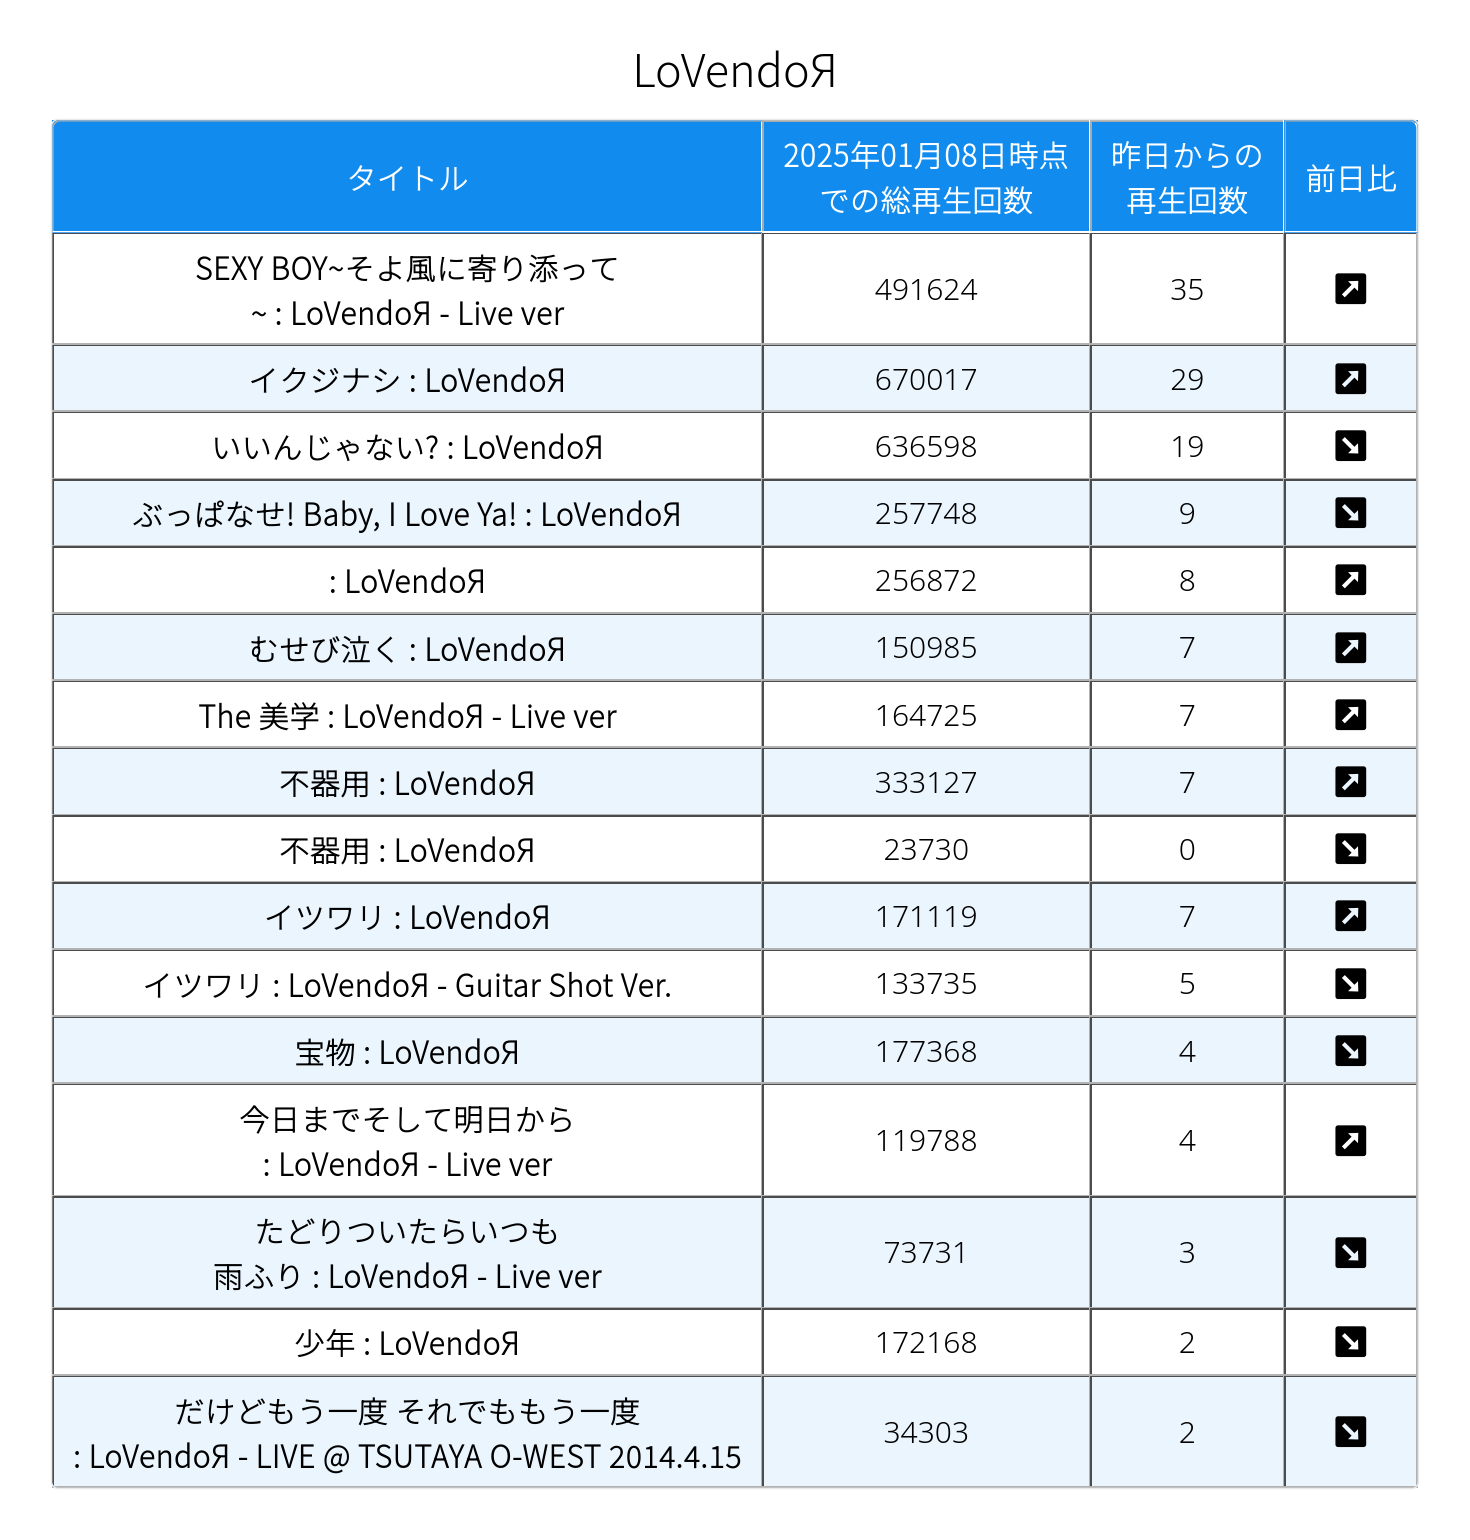 LoVendoЯ
タイトル
2025年01月08日時点
での総再生回数
昨日からの
再生回数
前日比
SEXY BOY~そよ風に寄り添って
~ : LoVendoЯ - Live ver
491624
35
イクジナシ : LoVendoЯ
670017
29
いいんじゃない? : LoVendoЯ
636598
19
ぶっぱなせ! Baby, I Love Ya! : LoVendoЯ
257748
9
: LoVendoЯ
256872
8
むせび泣く : LoVendoЯ
150985
7
The 美学 : LoVendoЯ - Live ver
164725
7
不器用 : LoVendoЯ
333127
7
不器用 : LoVendoЯ
23730
0
イツワリ : LoVendoЯ
171119
7
イツワリ : LoVendoЯ - Guitar Shot Ver.
133735
5
宝物 : LoVendoЯ
177368
4
今日までそして明日から
: LoVendoЯ - Live ver
119788
4
たどりついたらいつも
雨ふり : LoVendoЯ - Live ver
73731
3
少年 : LoVendoЯ
172168
2
だけどもう一度 それでももう一度
: LoVendoЯ - LIVE @ TSUTAYA O-WEST 2014.4.15
34303
2